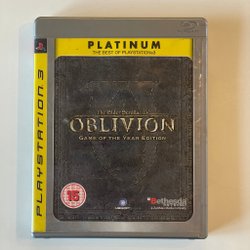 PLATINUM
THE BEST OF PLAYSTATION®3
PLAYSTATION 3
The Elder Scrolls IV
OBLIVION
GAME OF THE YEAR EDITION
15
UBISOFT
Bethesda